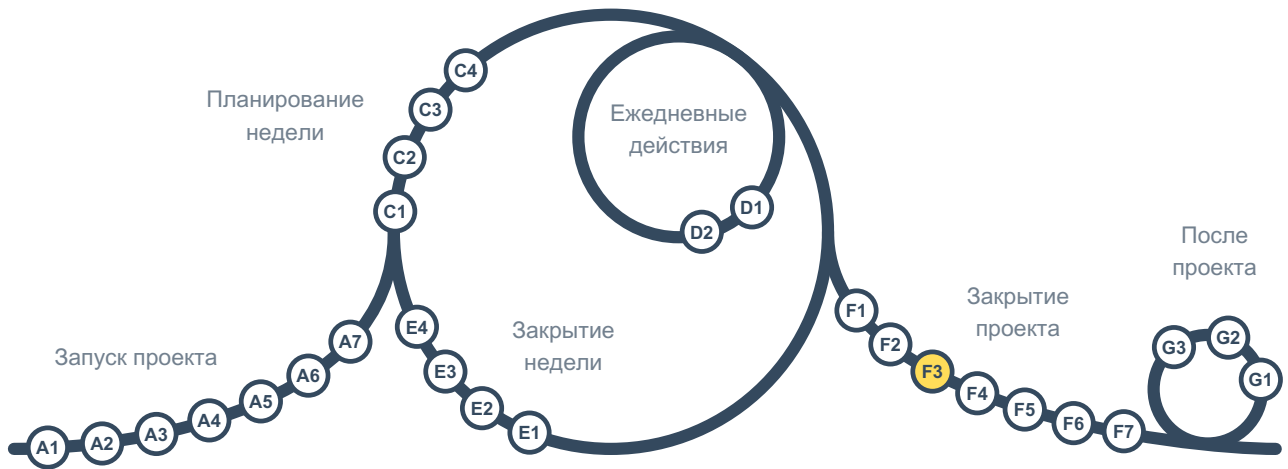 Запуск проекта
A1
A2
A3
A4
A5
A6
A7
Планирование
недели
C1
C2
C3
C4
Ежедневные
действия
D1
D2
Закрытие
недели
E1
E2
E3
E4
Закрытие
проекта
F1
F2
F3
F4
F5
F6
F7
После
проекта
G1
G2
G3